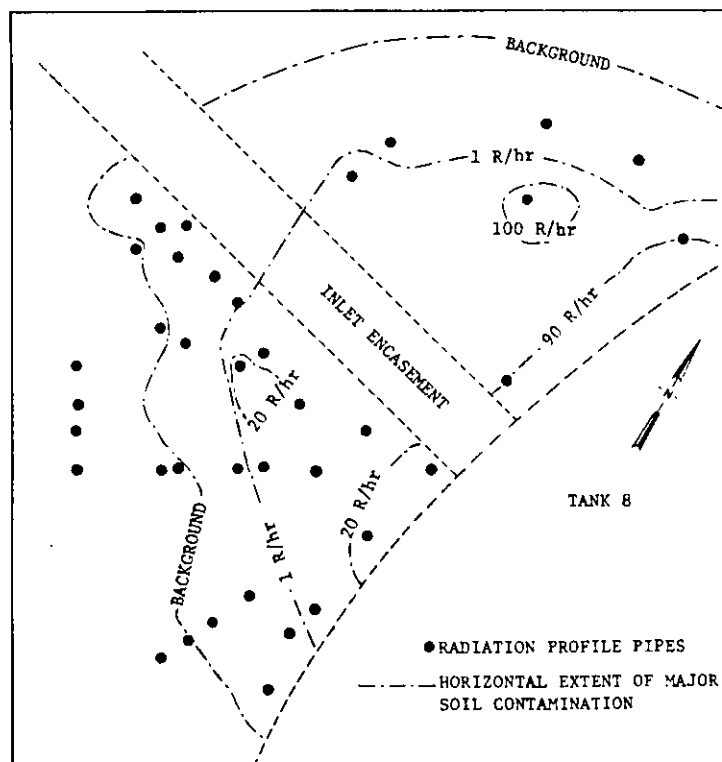 BACKGROUND
1 R/hr
100 R/hr
INLET ENCASEMENT
90 R/hr
N
20 R/hr
20 R/hr
TANK 8
1 R/hr
BACKGROUND
RADIATION PROFILE PIPES
HORIZONTAL EXTENT OF MAJOR
SOIL CONTAMINATION